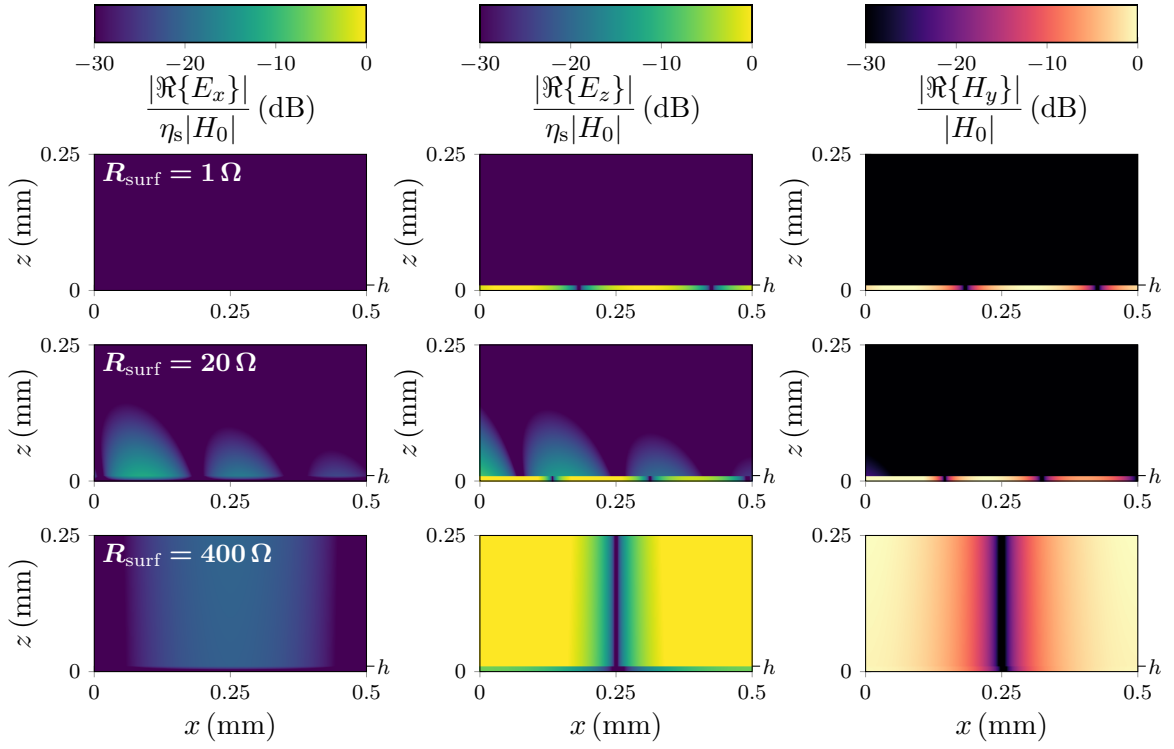 −30 −20 −10 0 −30 −20 −10 0 −30 −20 −10 0
|ℜ{E_x}| / η_s|H_0| (dB) |ℜ{E_z}| / η_s|H_0| (dB) |ℜ{H_y}| / |H_0| (dB)
0.25 0.25 0.25
R_surf = 1 Ω
z (mm) z (mm) z (mm)
0 h 0 h 0 h
0 0.25 0.5 0 0.25 0.5 0 0.25 0.5
0.25 0.25 0.25
R_surf = 20 Ω
z (mm) z (mm) z (mm)
0 h 0 h 0 h
0 0.25 0.5 0 0.25 0.5 0 0.25 0.5
0.25 0.25 0.25
R_surf = 400 Ω
z (mm) z (mm) z (mm)
0 h 0 h 0 h
0 0.25 0.5 0 0.25 0.5 0 0.25 0.5
x (mm) x (mm) x (mm)